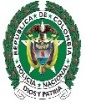 REPUBLICA DE COLOMBIA
POLICIA NACIONAL
DIOS Y PATRIA